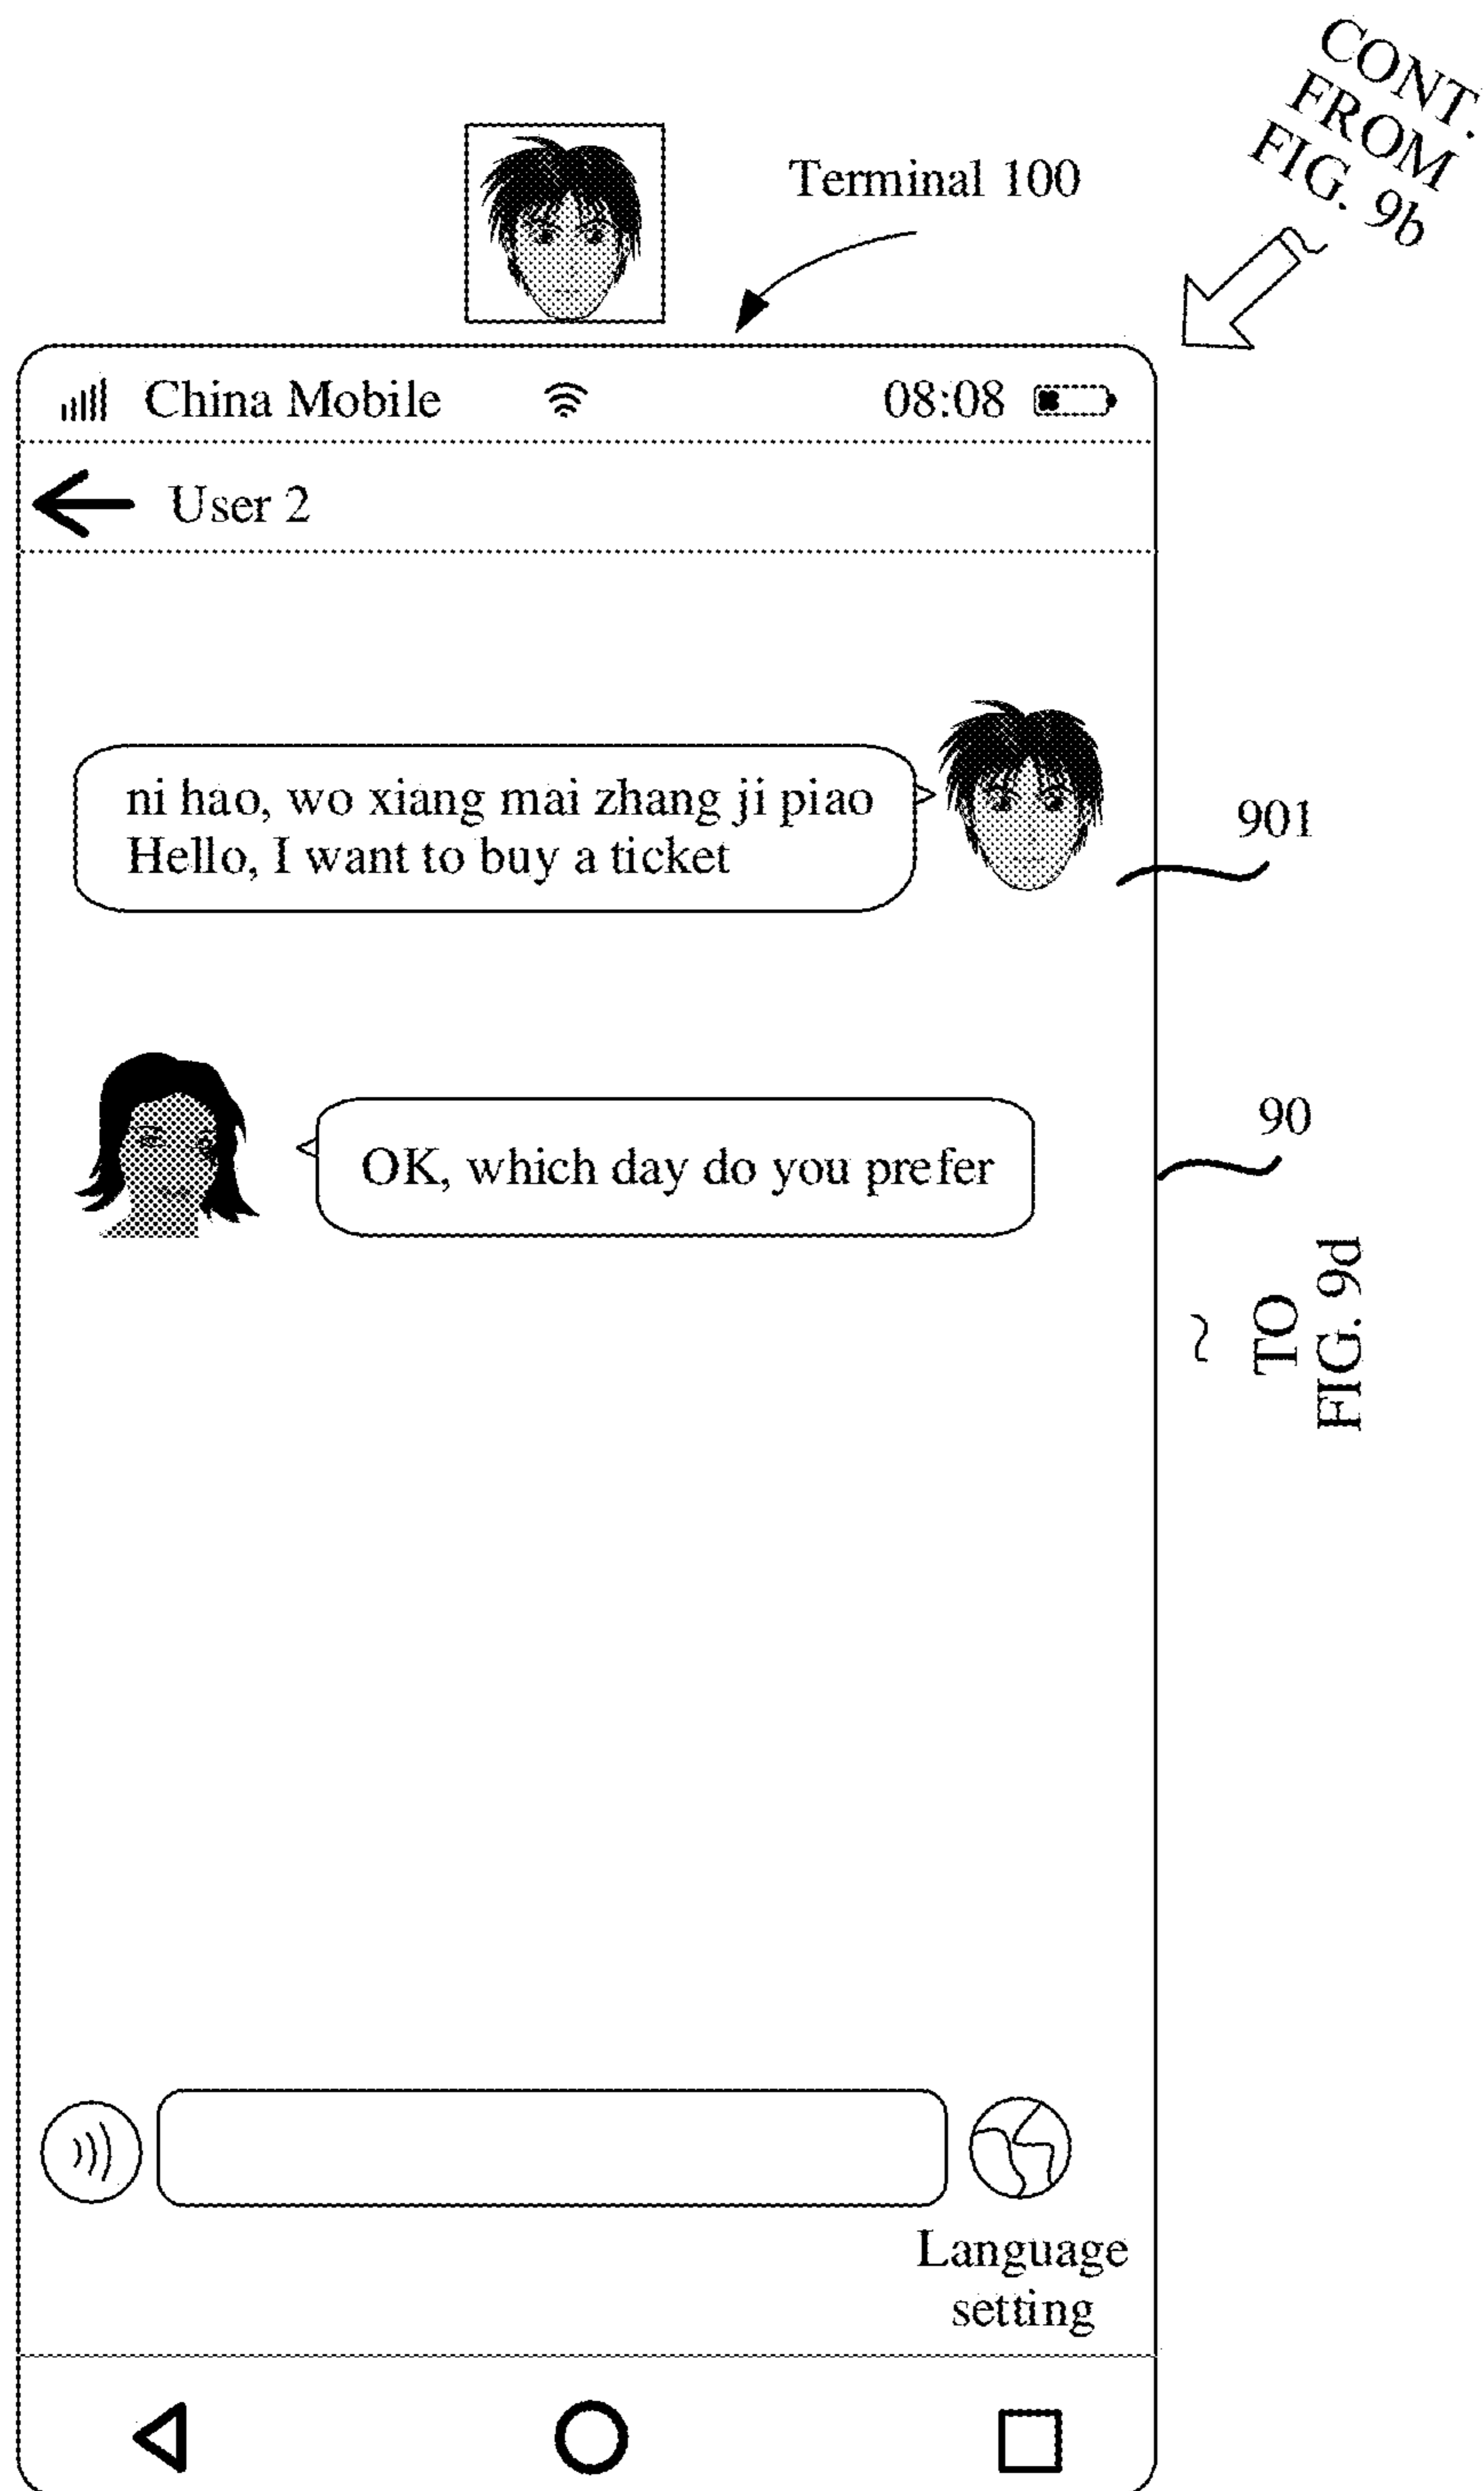 CONT.
FROM
FIG. 9b
Terminal 100
China Mobile 08:08
User 2
ni hao, wo xiang mai zhang ji piao
Hello, I want to buy a ticket
901
OK, which day do you prefer
90
TO
FIG. 9d
Language
setting